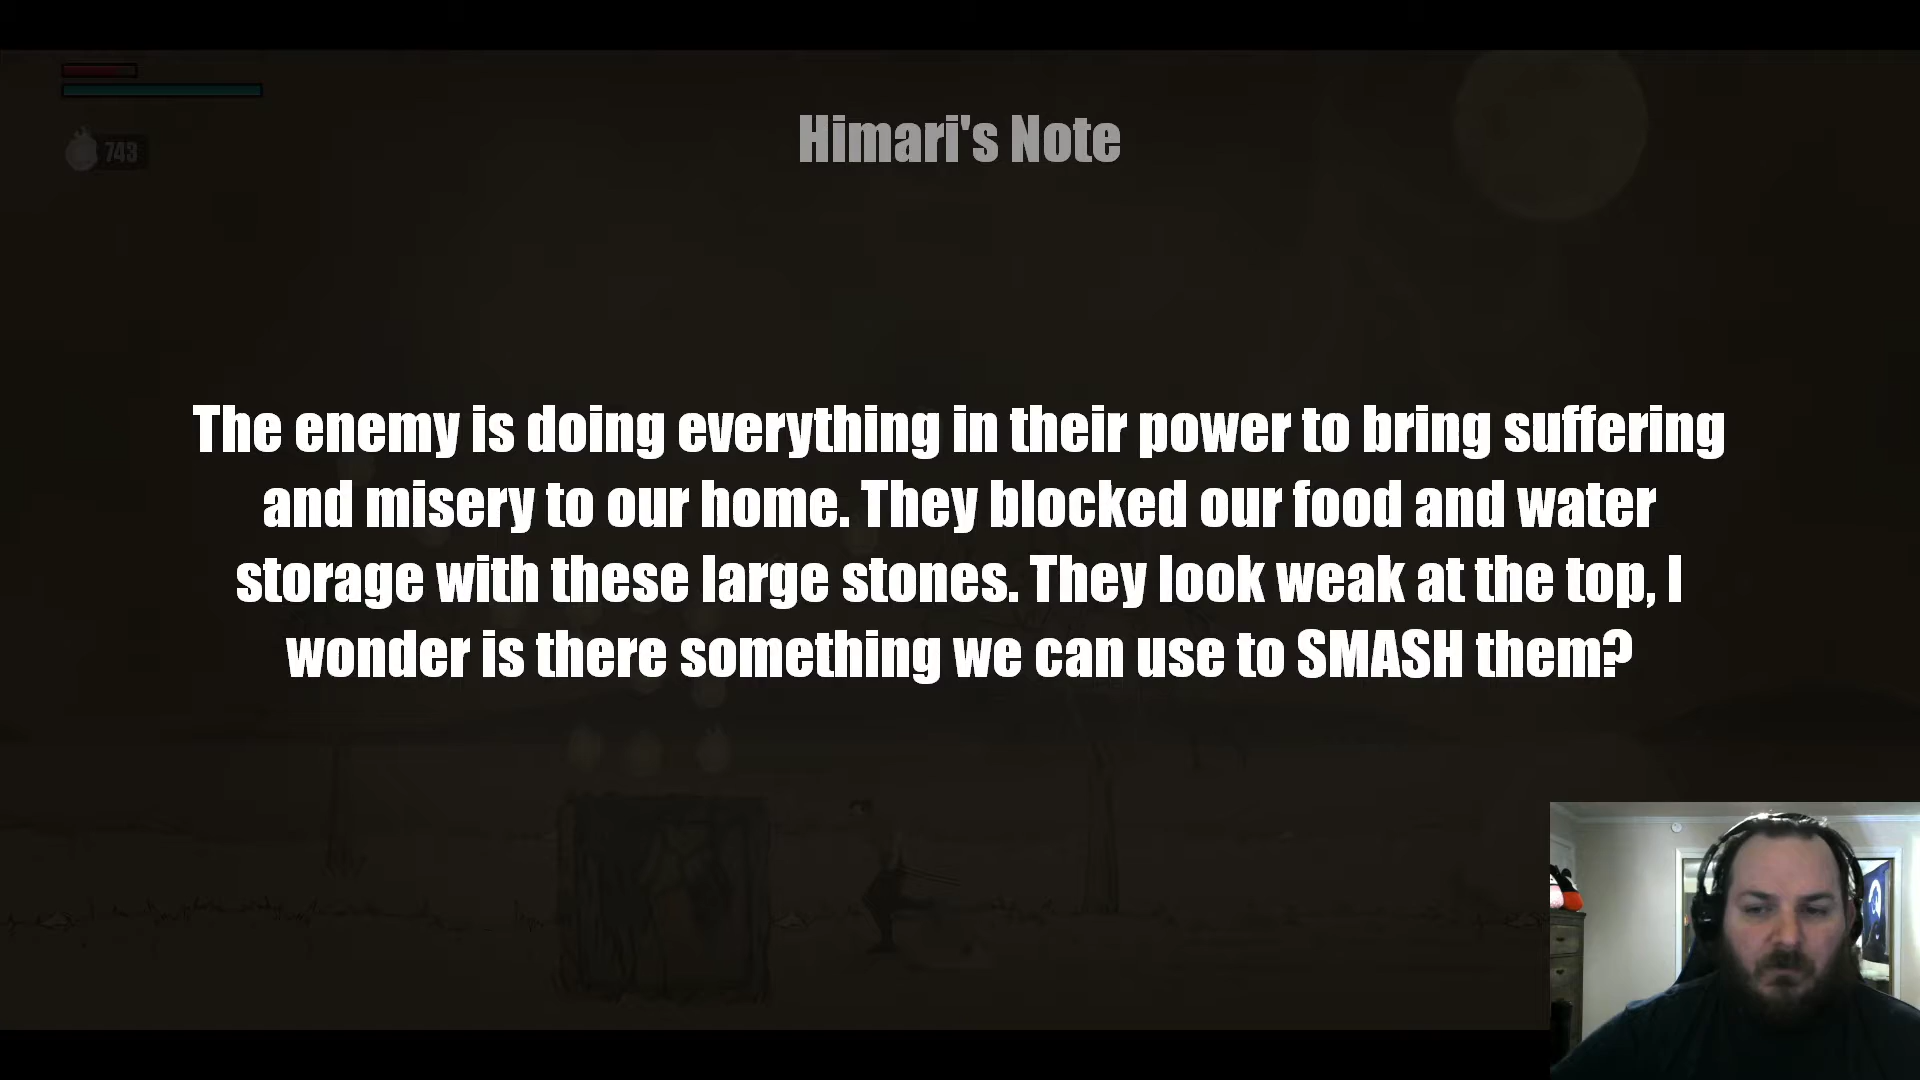 743
Himari's Note
The enemy is doing everything in their power to bring suffering
and misery to our home. They blocked our food and water
storage with these large stones. They look weak at the top, I
wonder is there something we can use to SMASH them?